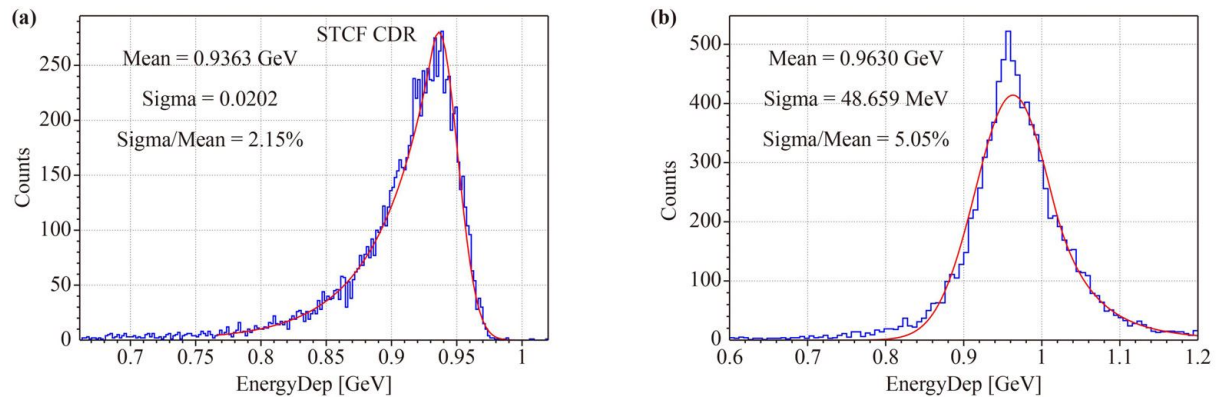 (a)
STCF CDR
Mean = 0.9363 GeV
Sigma = 0.0202
Sigma/Mean = 2.15%
250
200
150
100
50
0
Counts
0.7
0.8
0.85
0.9
0.95
1
EnergyDep [GeV]
(b)
Mean = 0.9630 GeV
Sigma = 48.659 MeV
Sigma/Mean = 5.05%
500
400
300
200
100
0
Counts
0.6
0.7
0.8
0.9
1
1.1
1.2
EnergyDep [GeV]